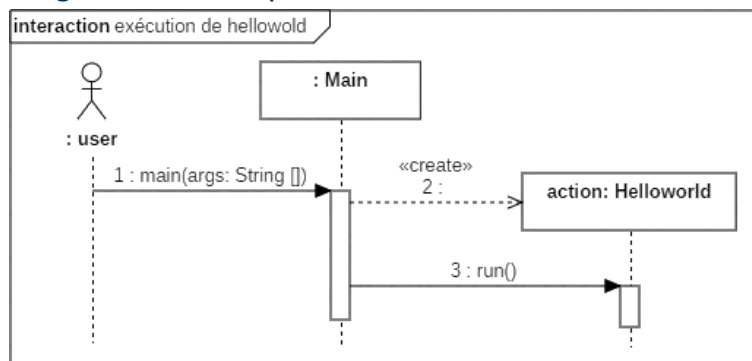 interaction exécution de hellowold
: Main
: user
«create»
1 : main(args: String [])
2 :
action: Helloworld
3 : run()